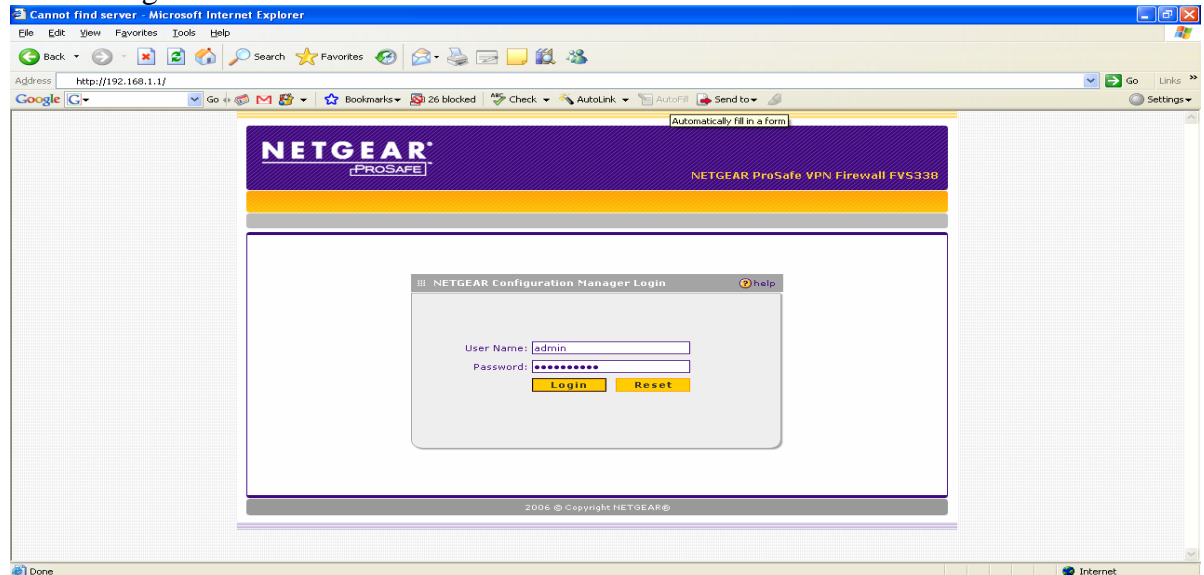 Cannot find server - Microsoft Internet Explorer
File Edit View Favorites Tools Help
Back Search Favorites
Address http://192.168.1.1/ Go Links »
Google G Go Bookmarks 26 blocked ABC Check AutoLink AutoFill Send to Settings
Automatically fill in a form
NETGEAR®
PROSAFE
NETGEAR ProSafe VPN Firewall FVS338
NETGEAR Configuration Manager Login ? help
User Name: admin
Password: ••••••••••
Login Reset
2006 © Copyright NETGEAR®
Done Internet